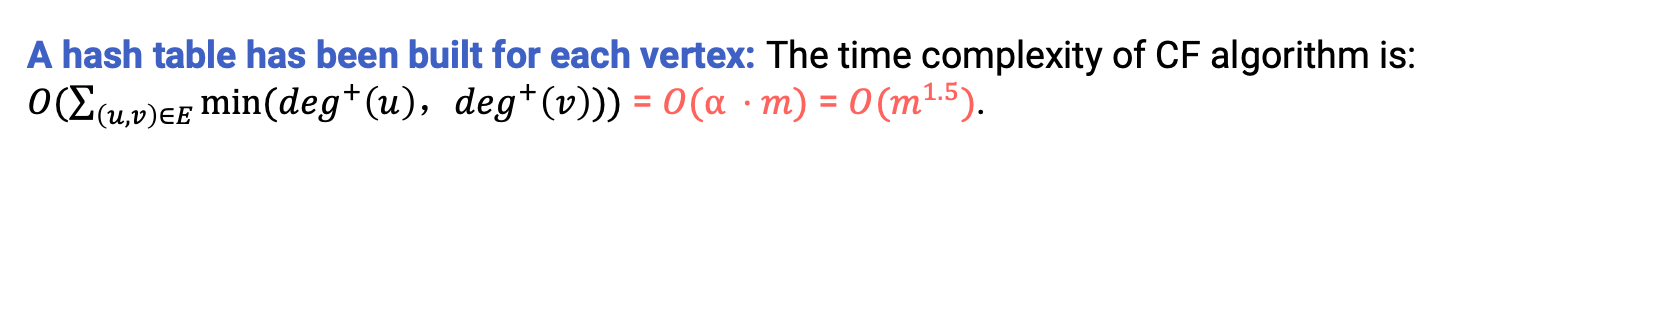 A hash table has been built for each vertex: The time complexity of CF algorithm is:
𝑂(∑(𝑢,𝑣)∈𝐸 min(𝑑𝑒𝑔⁺(𝑢)，𝑑𝑒𝑔⁺(𝑣))) = 𝑂(α · 𝑚) = 𝑂(𝑚¹·⁵).